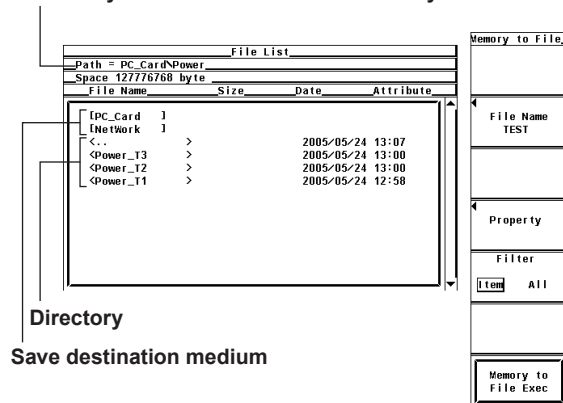 Memory to File
File List
Path = PC_Card\Power
Space 127776768 byte
File Name Size Date Attribute
[PC_Card ]
[NetWork ]
<.. > 2005/05/24 13:07
<Power_T3 > 2005/05/24 13:00
<Power_T2 > 2005/05/24 13:00
<Power_T1 > 2005/05/24 12:58
File Name
TEST
Property
Filter
Item All
Memory to
File Exec
Directory
Save destination medium